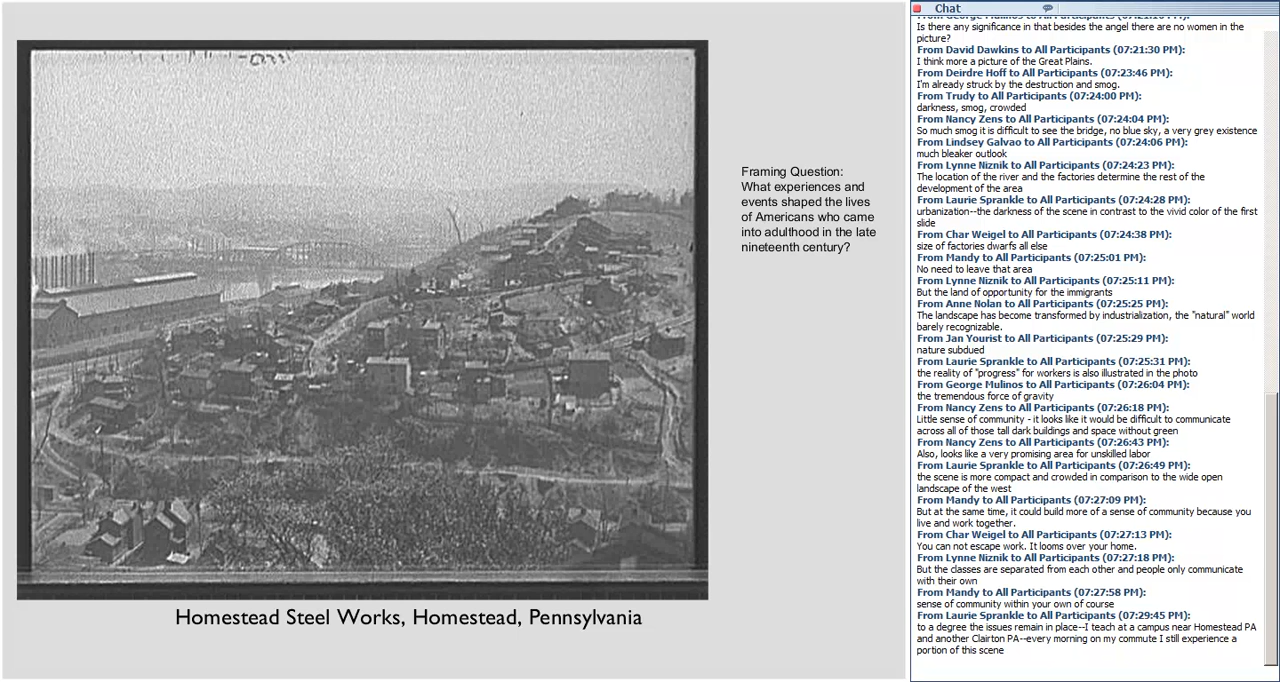 Framing Question:
What experiences and
events shaped the lives
of Americans who came
into adulthood in the late
nineteenth century?
Homestead Steel Works, Homestead, Pennsylvania
Chat
Is there any significance in that besides the angel there are no women in the
picture?
From David Dawkins to All Participants (07:21:30 PM):
I think more a picture of the Great Plains.
From Deirdre Hoff to All Participants (07:23:46 PM):
I'm already struck by the destruction and smog.
From Trudy to All Participants (07:24:00 PM):
darkness, smog, crowded
From Nancy Zens to All Participants (07:24:04 PM):
So much smog it is difficult to see the bridge, no blue sky, a very grey existence
From Lindsey Galvao to All Participants (07:24:06 PM):
much bleaker outlook
From Lynne Niznik to All Participants (07:24:23 PM):
The location of the river and the factories determine the rest of the
development of the area
From Laurie Sprankle to All Participants (07:24:28 PM):
urbanization--the darkness of the scene in contrast to the vivid color of the first
slide
From Char Weigel to All Participants (07:24:38 PM):
size of factories dwarfs all else
From Mandy to All Participants (07:25:01 PM):
No need to leave that area
From Lynne Niznik to All Participants (07:25:11 PM):
But the land of opportunity for the immigrants
From Anne Nolan to All Participants (07:25:25 PM):
The landscape has become transformed by industrialization, the "natural" world
barely recognizable.
From Jan Yourist to All Participants (07:25:29 PM):
nature subdued
From Laurie Sprankle to All Participants (07:25:31 PM):
the reality of "progress" for workers is also illustrated in the photo
From George Mulinos to All Participants (07:26:04 PM):
the tremendous force of gravity
From Nancy Zens to All Participants (07:26:18 PM):
Little sense of community - it looks like it would be difficult to communicate
across all of those tall dark buildings and space without green
From Nancy Zens to All Participants (07:26:43 PM):
Also, looks like a very promising area for unskilled labor
From Laurie Sprankle to All Participants (07:26:49 PM):
the scene is more compact and crowded in comparison to the wide open
landscape of the west
From Mandy to All Participants (07:27:09 PM):
But at the same time, it could build more of a sense of community because you
live and work together.
From Char Weigel to All Participants (07:27:13 PM):
You can not escape work. It looms over your home.
From Lynne Niznik to All Participants (07:27:18 PM):
But the classes are separated from each other and people only communicate
with their own
From Mandy to All Participants (07:27:58 PM):
sense of community within your own of course
From Laurie Sprankle to All Participants (07:29:45 PM):
to a degree the issues remain in place--I teach at a campus near Homestead PA
and another Clairton PA--every morning on my commute I still experience a
portion of this scene